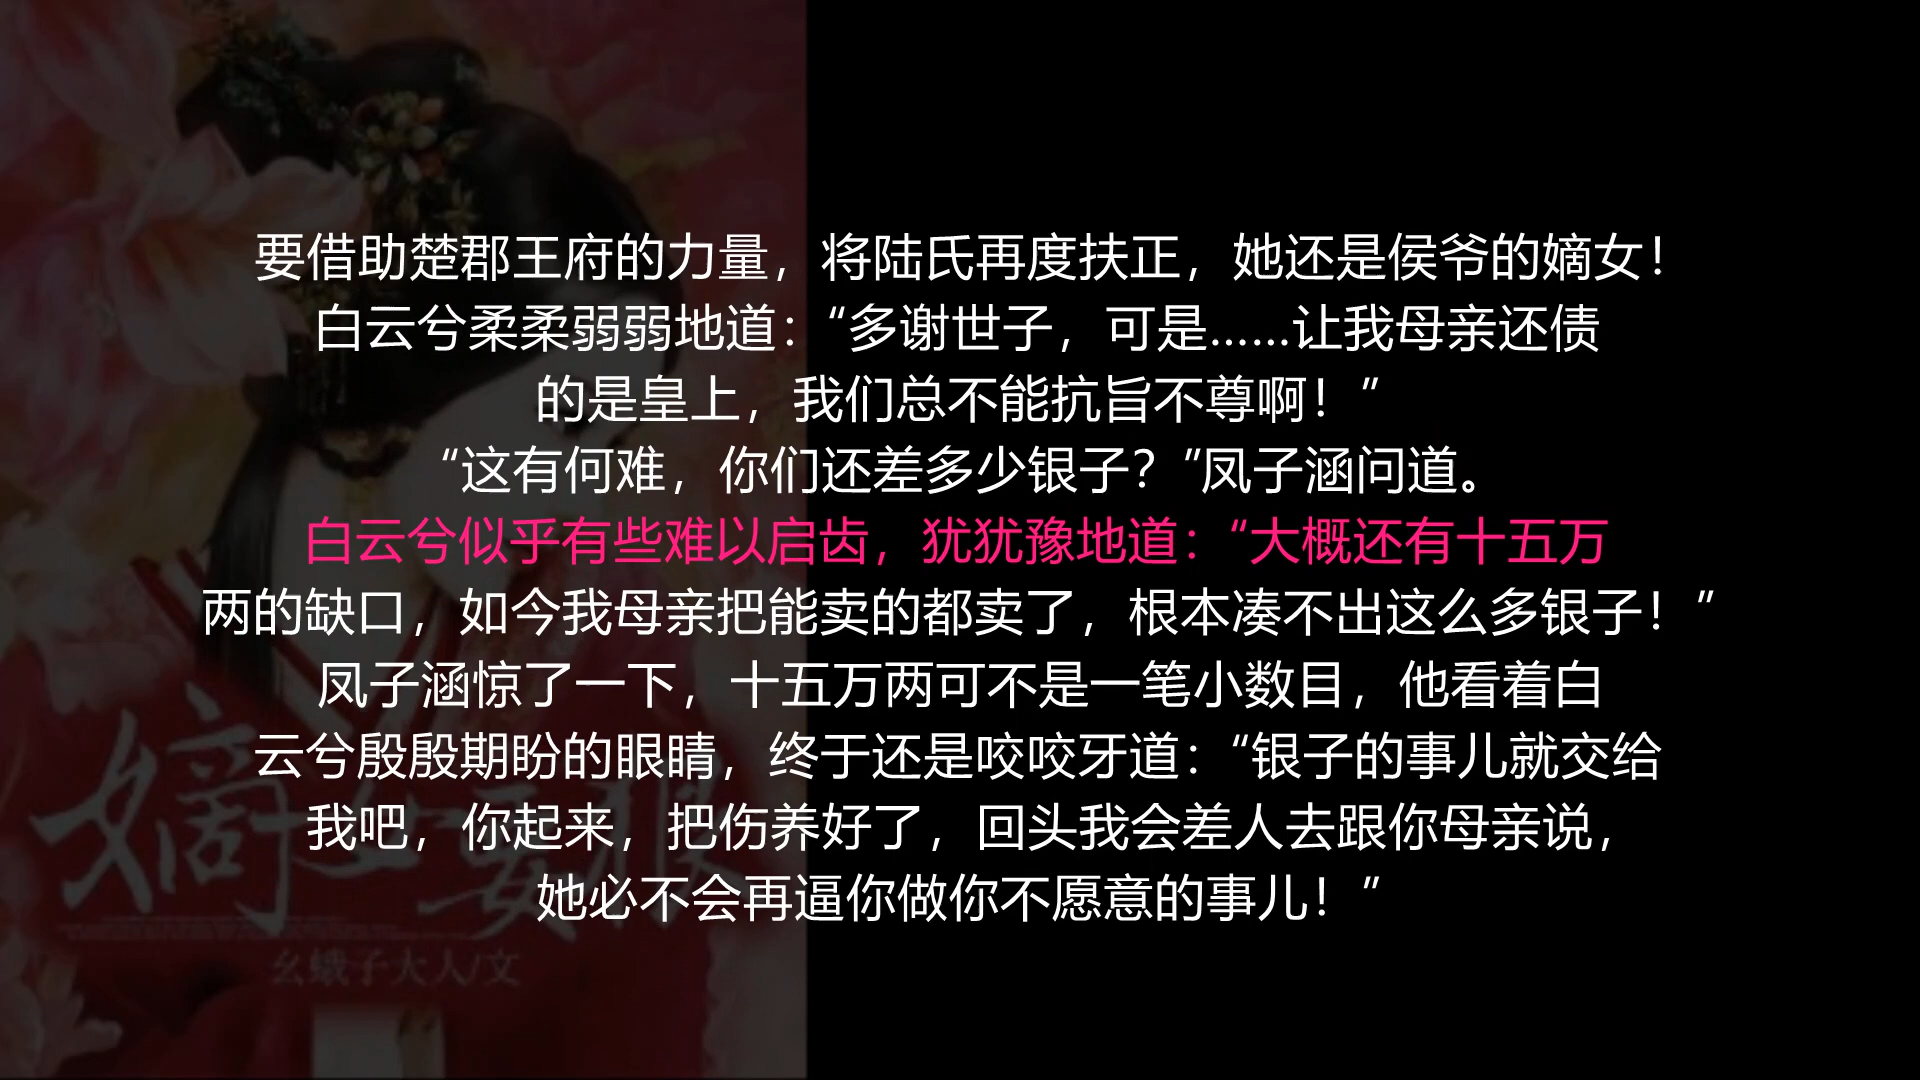 要借助楚郡王府的力量，将陆氏再度扶正，她还是侯爷的嫡女！
白云兮柔柔弱弱地道：“多谢世子，可是……让我母亲还债
的是皇上，我们总不能抗旨不尊啊！”
“这有何难，你们还差多少银子？”凤子涵问道。
白云兮似乎有些难以启齿，犹犹豫地道：“大概还有十五万
两的缺口，如今我母亲把能卖的都卖了，根本凑不出这么多银子！”
凤子涵惊了一下，十五万两可不是一笔小数目，他看着白
云兮殷殷期盼的眼睛，终于还是咬咬牙道：“银子的事儿就交给
我吧，你起来，把伤养好了，回头我会差人去跟你母亲说，
她必不会再逼你做你不愿意的事儿！”
嫡女要狠
幺蛾子大人/文